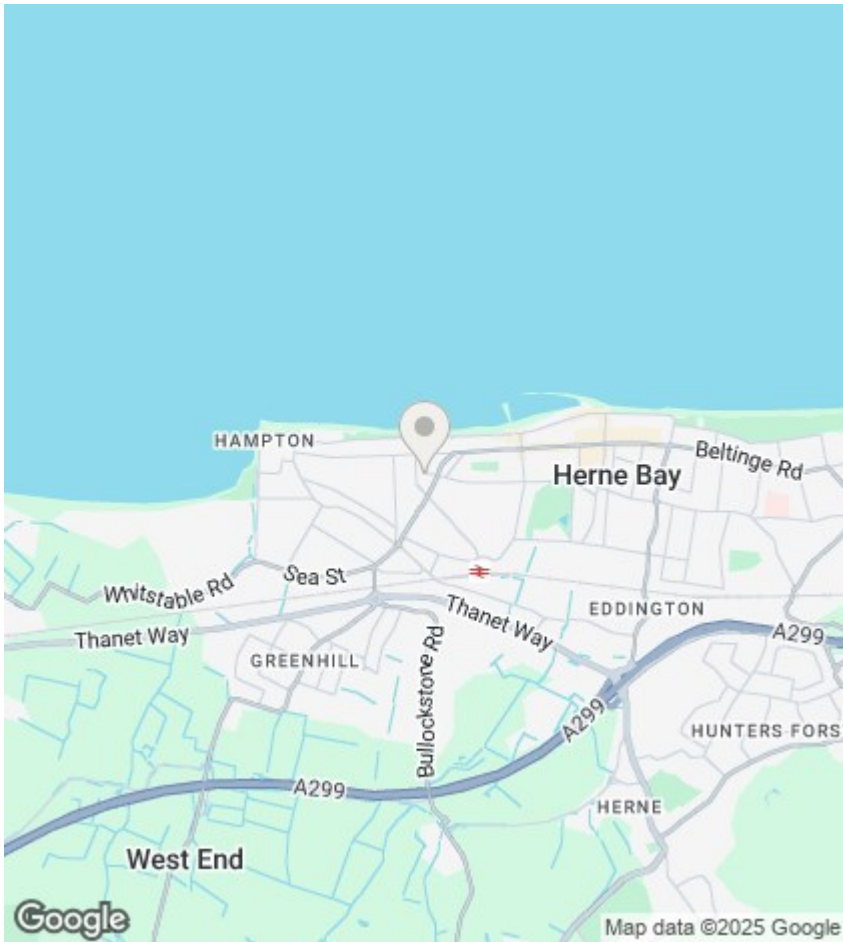 HAMPTON
Herne Bay
Beltinge Rd
Whitstable Rd
Sea St
Thanet Way
Thanet Way
EDDINGTON
A299
GREENHILL
Bullockstone Rd
A299
HUNTERS FORS
A299
HERNE
West End
Google
Map data ©2025 Google